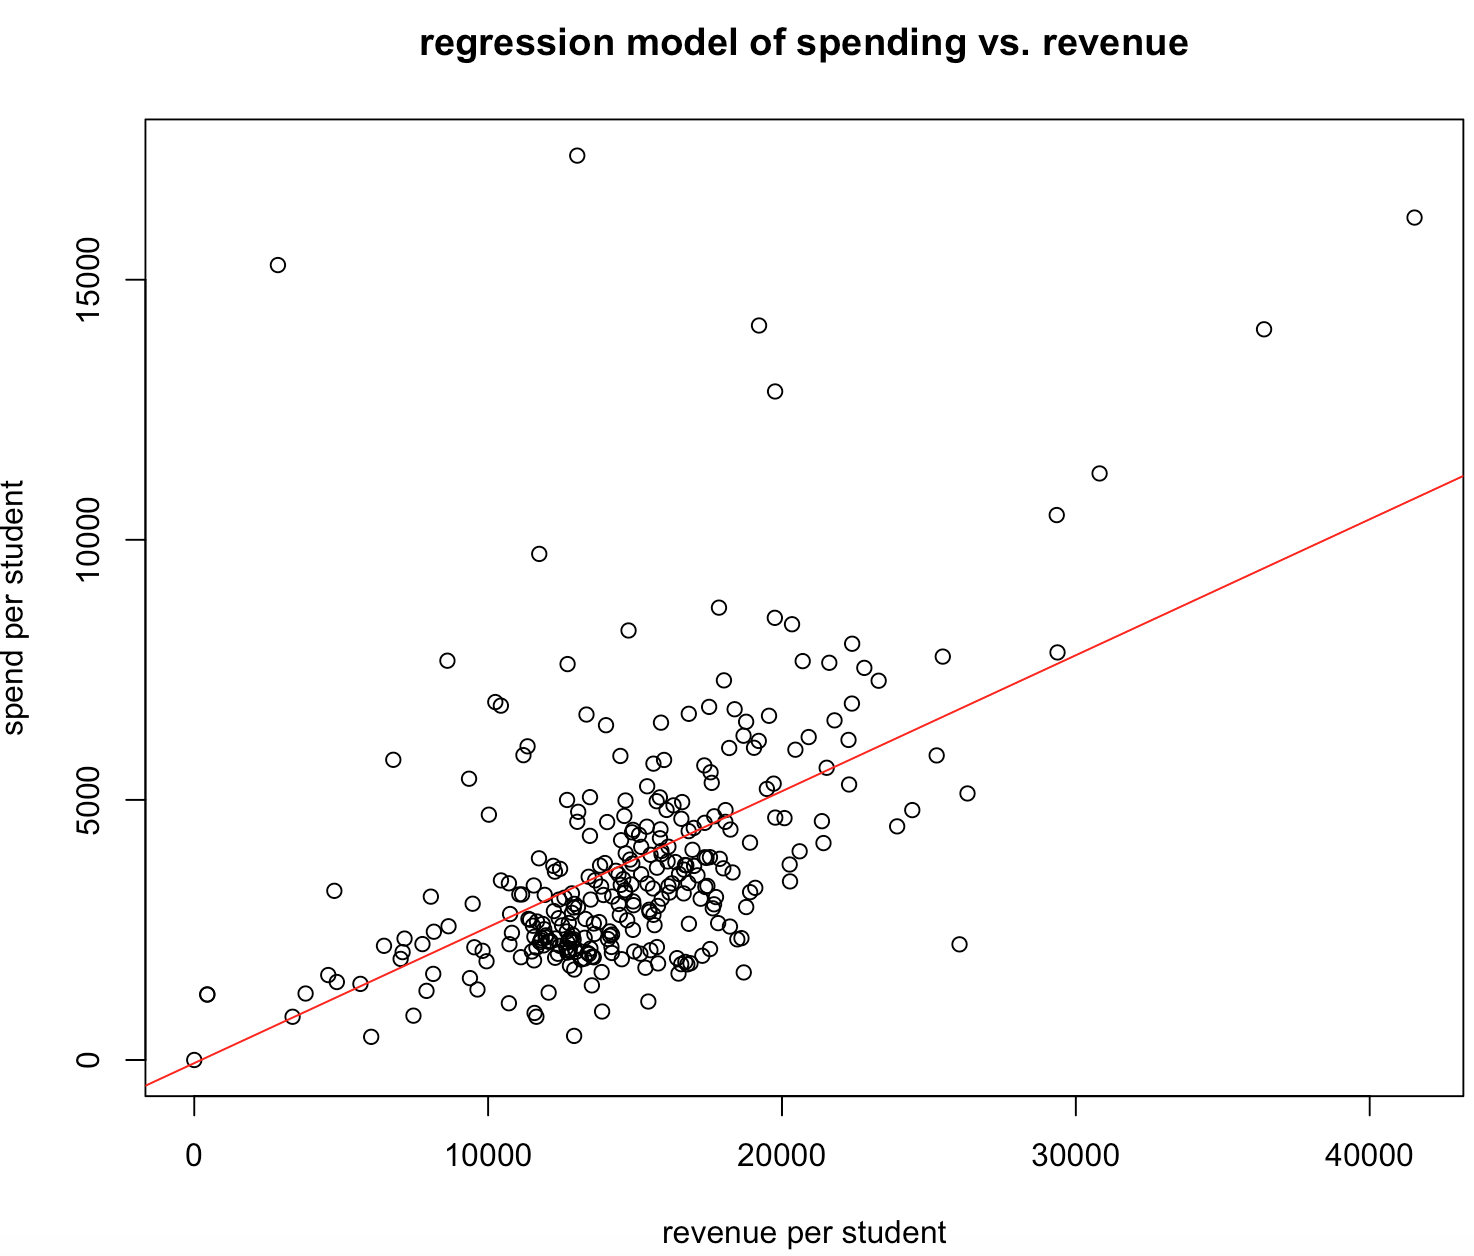 regression model of spending vs. revenue
15000
10000
5000
0
spend per student
0 10000 20000 30000 40000
revenue per student